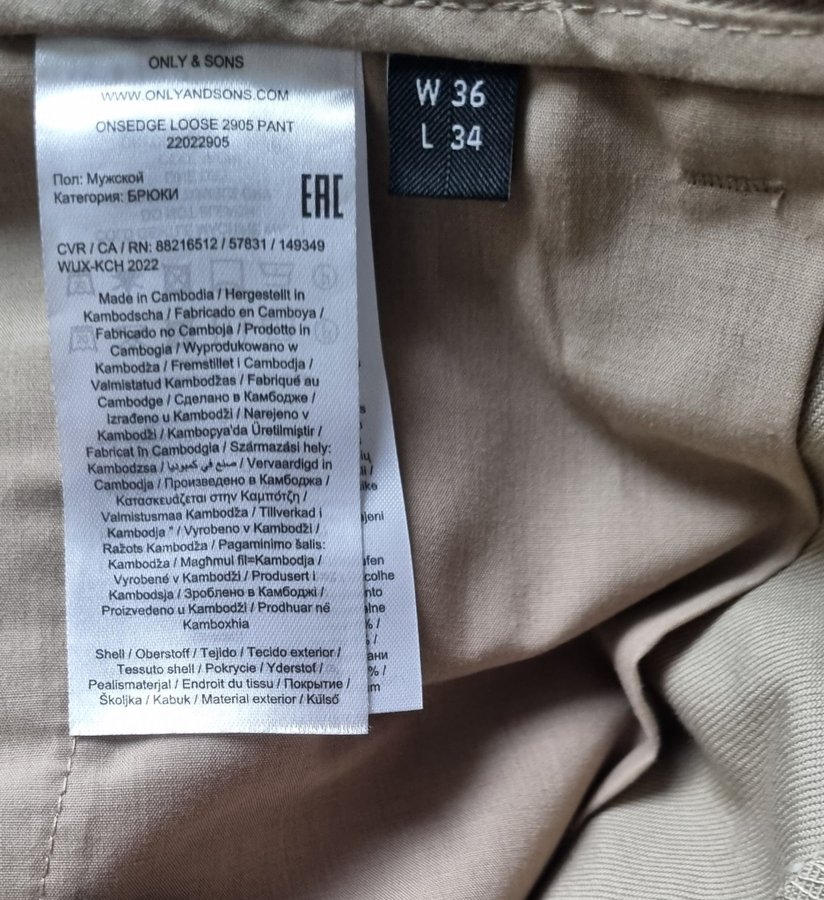 ONLY & SONS
WWW.ONLYANDSONS.COM
ONSEDGE LOOSE 2905 PANT
22022905
Пол: Мужской
Категория: БРЮКИ
EAC
CVR / CA / RN: 88216512 / 57831 / 149349
WUX-KCH 2022
Made in Cambodia / Hergestellt in
Kambodscha / Fabricado en Camboya /
Fabricado no Camboja / Prodotto in
Cambogia / Wyprodukowano w
Kambodża / Fremstillet i Cambodja /
Valmistatud Kambodžas / Fabriqué au
Cambodge / Сделано в Камбодже /
Izrađeno u Kambodži / Narejeno v
Kambodži / Kamboçya'da Üretilmiştir /
Fabricat în Cambodgia / Származási hely:
Kambodzsa / صنع في كمبوديا / Vervaardigd in
Cambodja / Произведено в Камбоджа /
Κατασκευάζεται στην Καμπότζη /
Valmistusmaa Kambodža / Tillverkad i
Kambodja " / Vyrobeno v Kambodži /
Ražots Kambodža / Pagaminimo šalis:
Kambodža / Magħmul fil=Kambodja /
Vyrobené v Kambodži / Produsert i
Kambodsja / Зроблено в Камбоджі /
Proizvedeno u Kambodži / Prodhuar në
Kamboxhia
Shell / Oberstoff / Tejido / Tecido exterior /
Tessuto shell / Pokrycie / Yderstof /
Pealismaterjal / Endroit du tissu / Покрытие /
Školjka / Kabuk / Material exterior / Külső
W 36
L 34